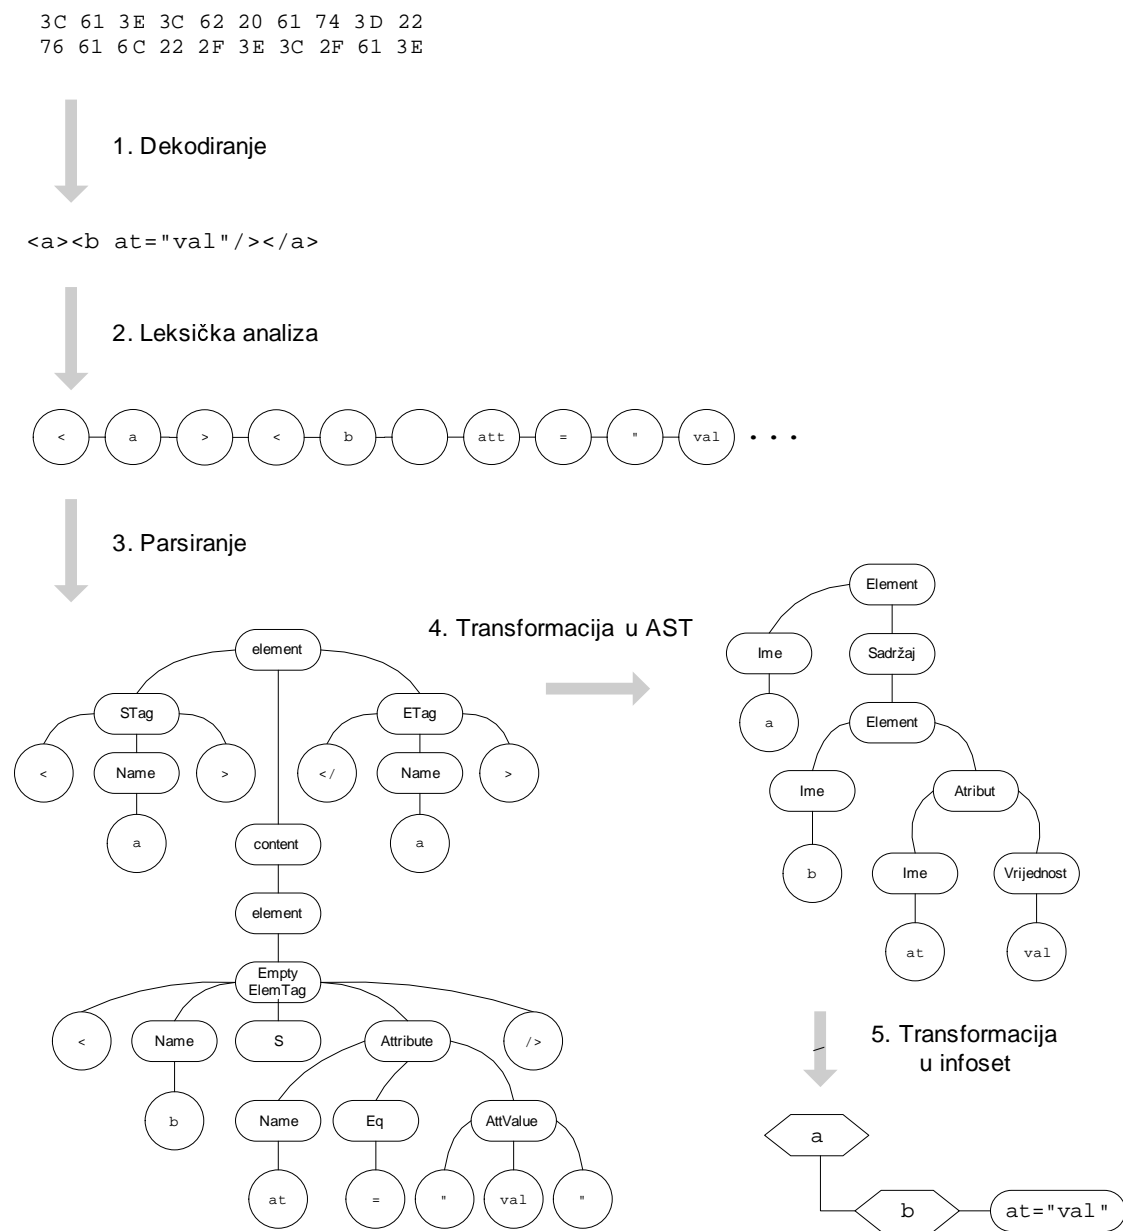 3C 61 3E 3C 62 20 61 74 3D 22
76 61 6C 22 2F 3E 3C 2F 61 3E
1. Dekodiranje
<a><b at="val"/></a>
2. Leksička analiza
< a > < b att = " val ...
3. Parsiranje
4. Transformacija u AST
element
STag ETag
< Name > </ Name >
a a
content
element
Empty
ElemTag
< Name S Attribute />
b Name Eq AttValue
at = " val "
Element
Ime Sadržaj
a Element
Ime Atribut
b Ime Vrijednost
at val
5. Transformacija
u infoset
a
b at="val"